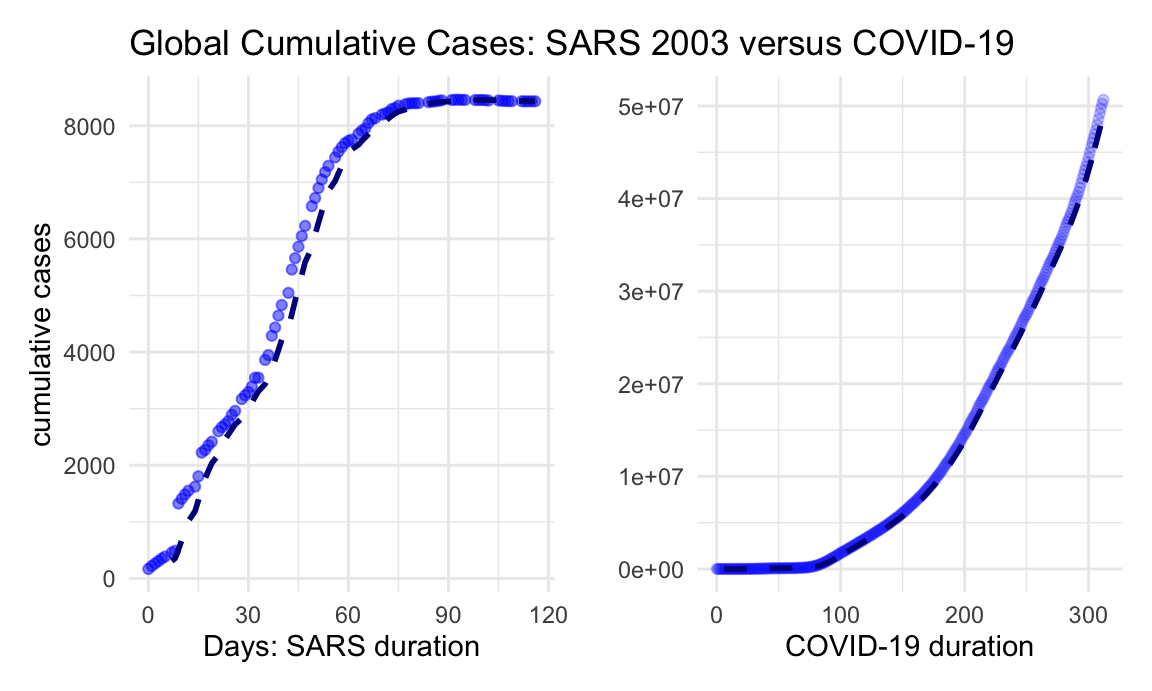 Global Cumulative Cases: SARS 2003 versus COVID-19
cumulative cases
8000
6000
4000
2000
0
0 30 60 90 120
Days: SARS duration
5e+07
4e+07
3e+07
2e+07
1e+07
0e+00
0 100 200 300
COVID-19 duration